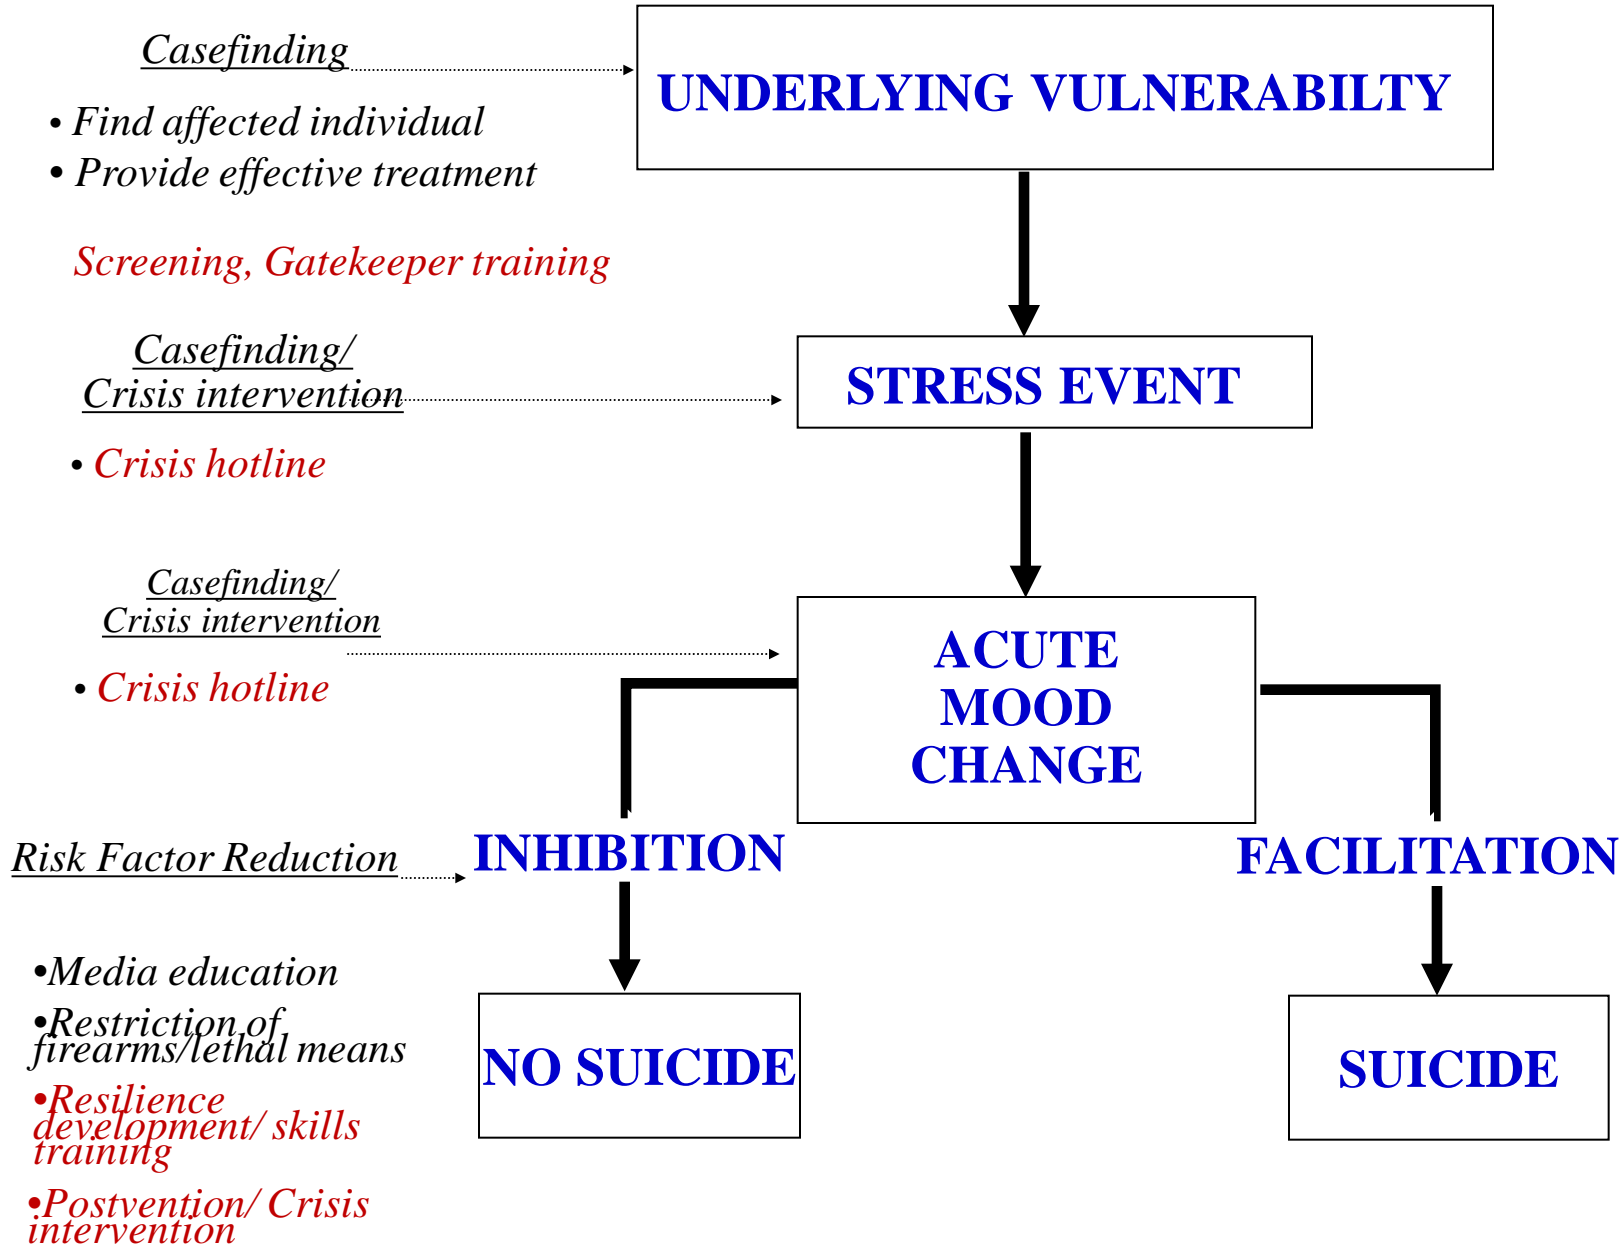 Casefinding
UNDERLYING VULNERABILTY
• Find affected individual
• Provide effective treatment
Screening, Gatekeeper training
Casefinding/
Crisis intervention
STRESS EVENT
• Crisis hotline
Casefinding/
Crisis intervention
• Crisis hotline
ACUTE
MOOD
CHANGE
Risk Factor Reduction
INHIBITION
FACILITATION
•Media education
•Restriction of
firearms/lethal means
•Resilience
development/ skills
training
•Postvention/ Crisis
intervention
NO SUICIDE
SUICIDE